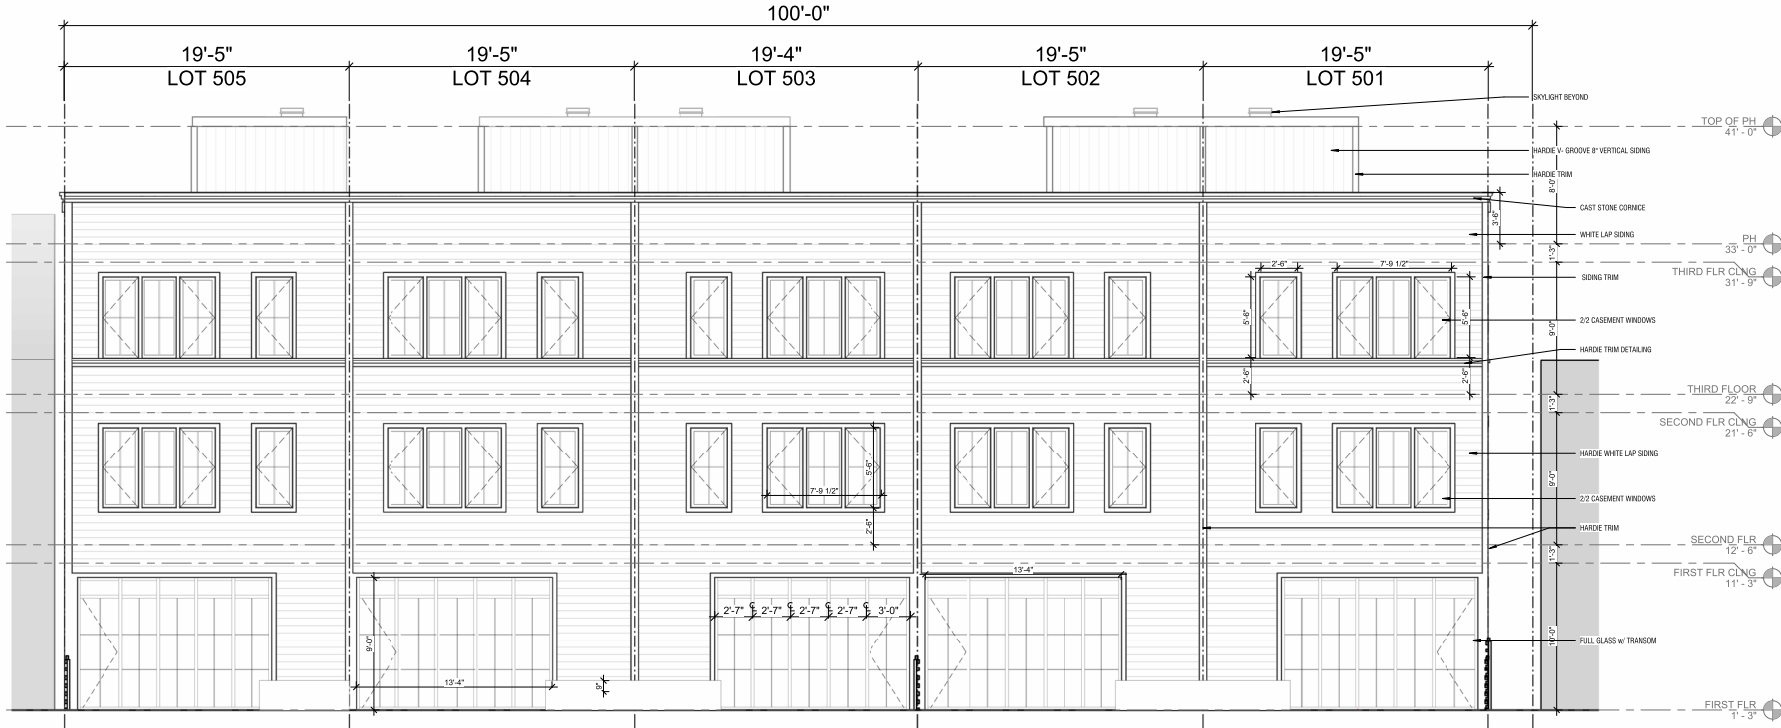 100'-0"
19'-5"
19'-5"
19'-4"
19'-5"
19'-5"
LOT 505
LOT 504
LOT 503
LOT 502
LOT 501
SKYLIGHT BEYOND
TOP OF PH
41' - 0"
HARDIE V- GROOVE 8" VERTICAL SIDING
HARDIE TRIM
8'-0"
CAST STONE CORNICE
3'-6"
WHITE LAP SIDING
PH
33' - 0"
1'-3"
2'-6"
7'-9 1/2"
THIRD FLR CLNG
31' - 9"
SIDING TRIM
5'-6"
5'-6"
2/2 CASEMENT WINDOWS
9'-0"
HARDIE TRIM DETAILING
2'-6"
2'-6"
THIRD FLOOR
22' - 9"
1'-3"
SECOND FLR CLNG
21' - 6"
HARDIE WHITE LAP SIDING
5'-6"
7'-9 1/2"
9'-0"
2/2 CASEMENT WINDOWS
2'-6"
HARDIE TRIM
SECOND FLR
12' - 6"
1'-3"
13'-4"
FIRST FLR CLNG
11' - 3"
2'-7"
2'-7"
2'-7"
2'-7"
3'-0"
9'-0"
10'-0"
FULL GLASS w/ TRANSOM
13'-4"
9"
FIRST FLR
1' - 3"